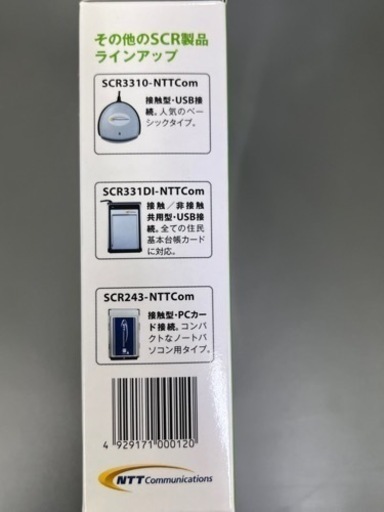 その他のSCR製品
ラインアップ
SCR3310-NTTCom
接触型・USB接
続。人気のベー
シックタイプ。
SCR331DI-NTTCom
接触／非接触
共用型・USB接
続。全ての住民
基本台帳カード
に対応。
SCR243-NTTCom
接触型・PCカー
ド接続。コンパ
クトなノートパ
ソコン用タイプ。
4 929171 000120
NTT Communications